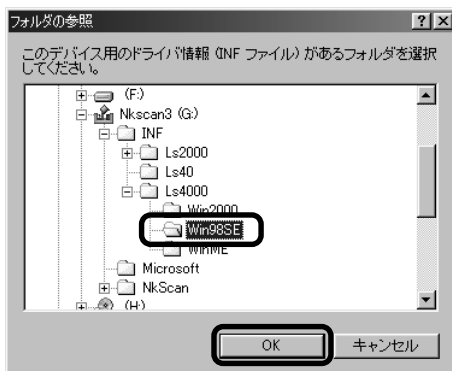 フォルダの参照
このデバイス用のドライバ情報 (INF ファイル) があるフォルダを選択
してください。
(F:)
Nkscan3 (G:)
INF
Ls2000
Ls40
Ls4000
Win2000
Win98SE
WinME
Microsoft
NkScan
(H:)
OK
キャンセル